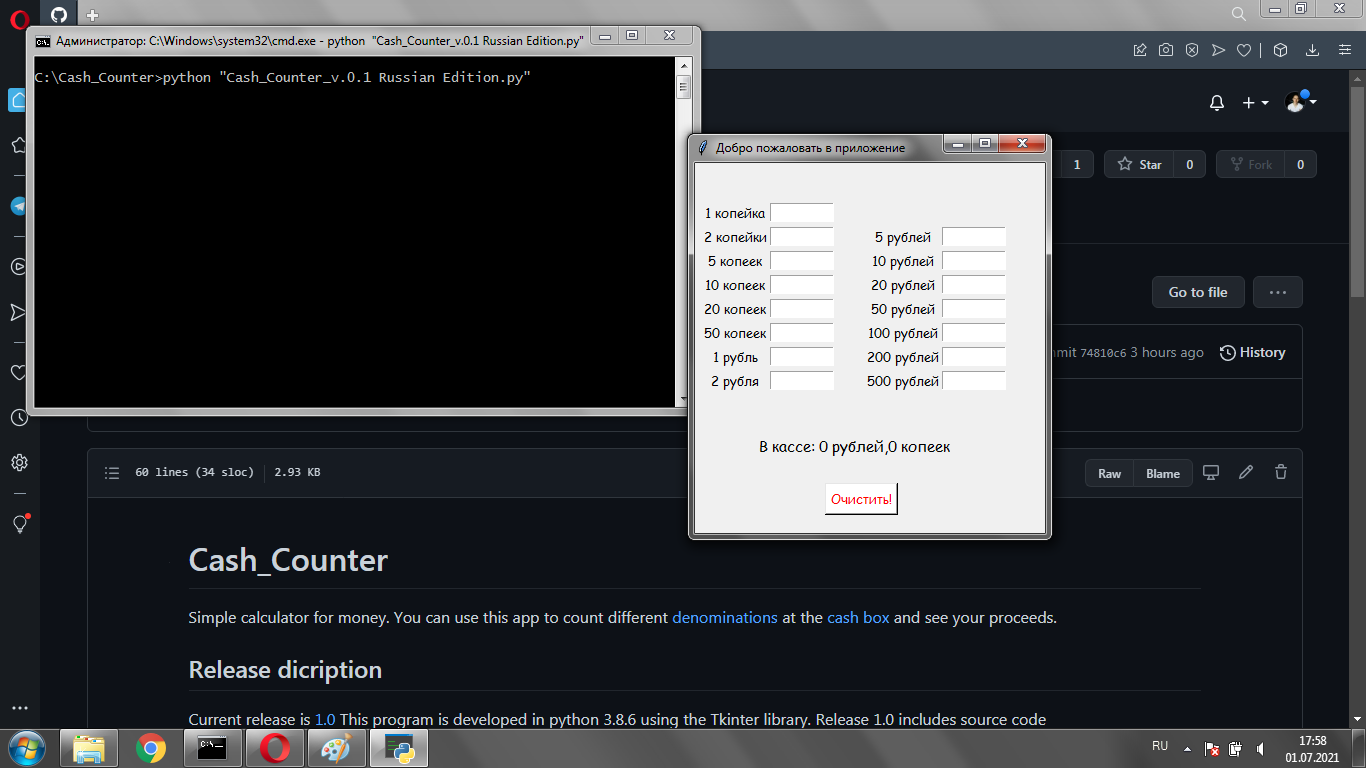 Администратор: C:\Windows\system32\cmd.exe - python "Cash_Counter_v.0.1 Russian Edition.py"
C:\Cash_Counter>python "Cash_Counter_v.0.1 Russian Edition.py"
Добро пожаловать в приложение
1 копейка
2 копейки
5 рублей
5 копеек
10 рублей
10 копеек
20 рублей
20 копеек
50 рублей
50 копеек
100 рублей
1 рубль
200 рублей
2 рубля
500 рублей
В кассе: 0 рублей,0 копеек
Очистить!
1
Star
0
Fork
0
Go to file
74810c6 3 hours ago
History
60 lines (34 sloc)
2.93 KB
Raw
Blame
Cash_Counter
Simple calculator for money. You can use this app to count different denominations at the cash box and see your proceeds.
Release dicription
Current release is 1.0 This program is developed in python 3.8.6 using the Tkinter library. Release 1.0 includes source code
RU
17:58
01.07.2021